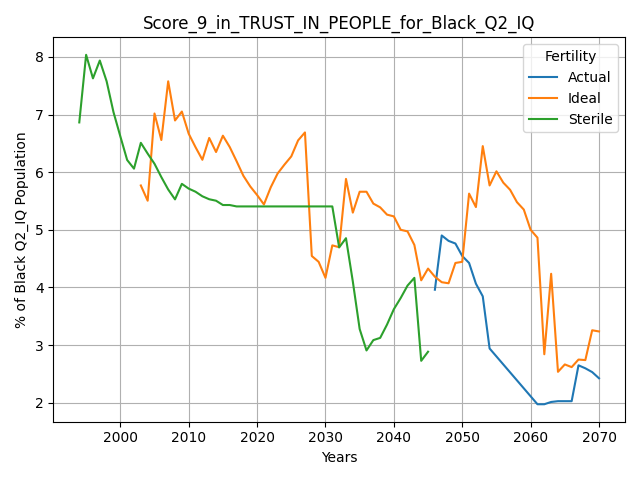 Score_9_in_TRUST_IN_PEOPLE_for_Black_Q2_IQ
% of Black Q2_IQ Population
8
7
6
5
4
3
2
Fertility
Actual
Ideal
Sterile
2000 2010 2020 2030 2040 2050 2060 2070
Years